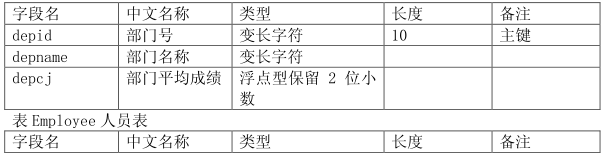 字段名 中文名称 类型 长度 备注
depid 部门号 变长字符 10 主键
depname 部门名称 变长字符
depcj 部门平均成绩 浮点型保留 2 位小
数
表 Employee 人员表
字段名 中文名称 类型 长度 备注